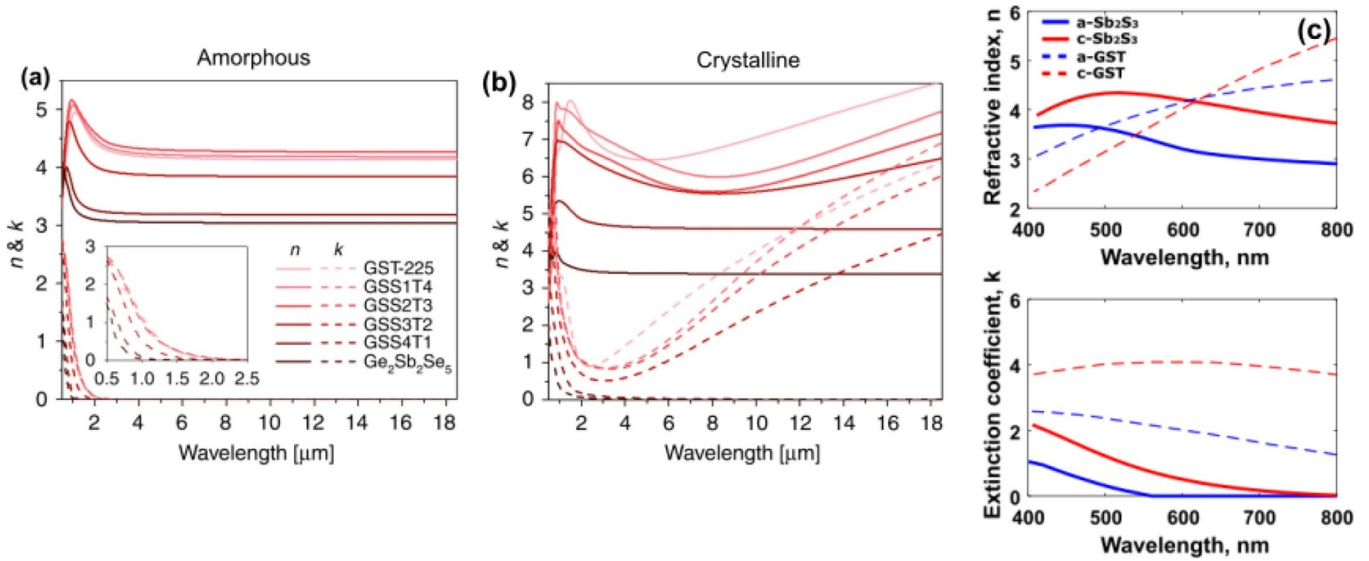 Amorphous
(a)
5
4
3
2
1
0
n & k
3
2
1
0
0.5 1.0 1.5 2.0 2.5
n k
GST-225
GSS1T4
GSS2T3
GSS3T2
GSS4T1
Ge₂Sb₂Se₅
2 4 6 8 10 12 14 16 18
Wavelength [μm]
Crystalline
(b)
8
7
6
5
4
3
2
1
0
n & k
2 4 6 8 10 12 14 16 18
Wavelength [μm]
(c)
Refractive index, n
6
5
4
3
2
a-Sb₂S₃
c-Sb₂S₃
a-GST
c-GST
400 500 600 700 800
Wavelength, nm
Extinction coefficient, k
6
4
2
0
400 500 600 700 800
Wavelength, nm